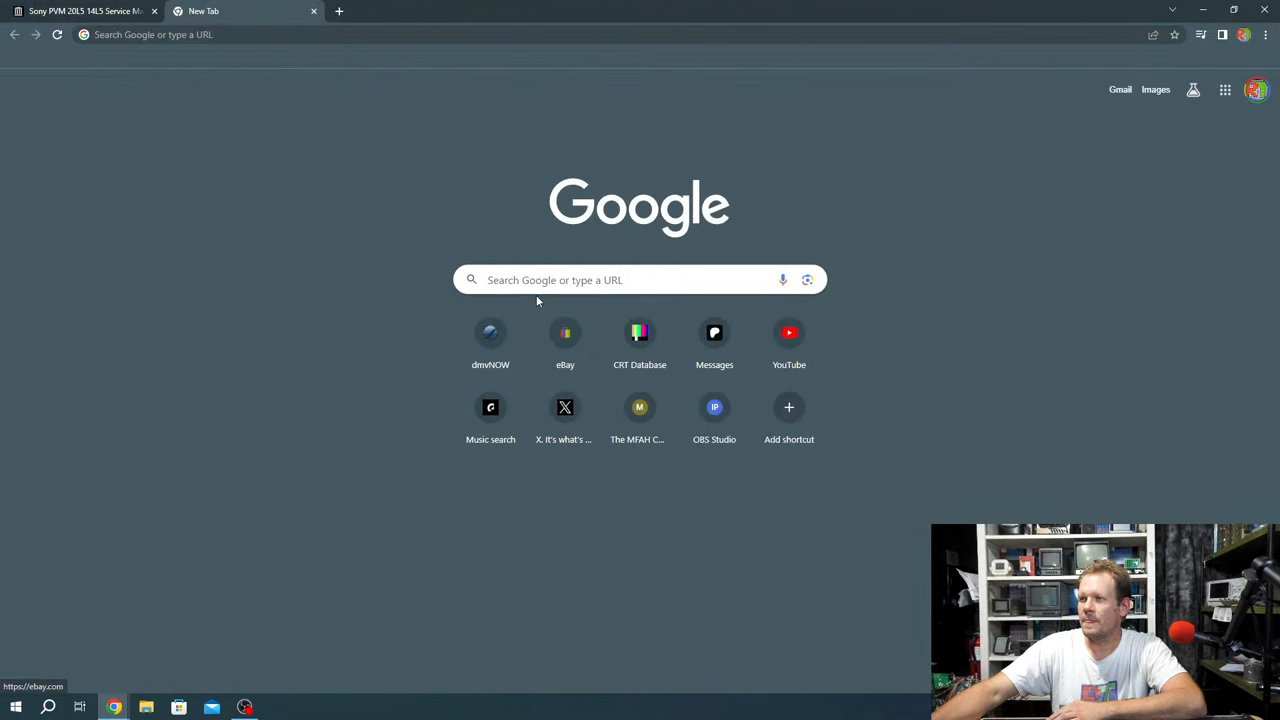 Sony PVM 20L5 14L5 Service M
New Tab
Search Google or type a URL
Gmail
Images
Google
Search Google or type a URL
dmvNOW
eBay
CRT Database
Messages
YouTube
M
IP
Music search
X. It's what's ...
The MFAH C...
OBS Studio
Add shortcut
https://ebay.com